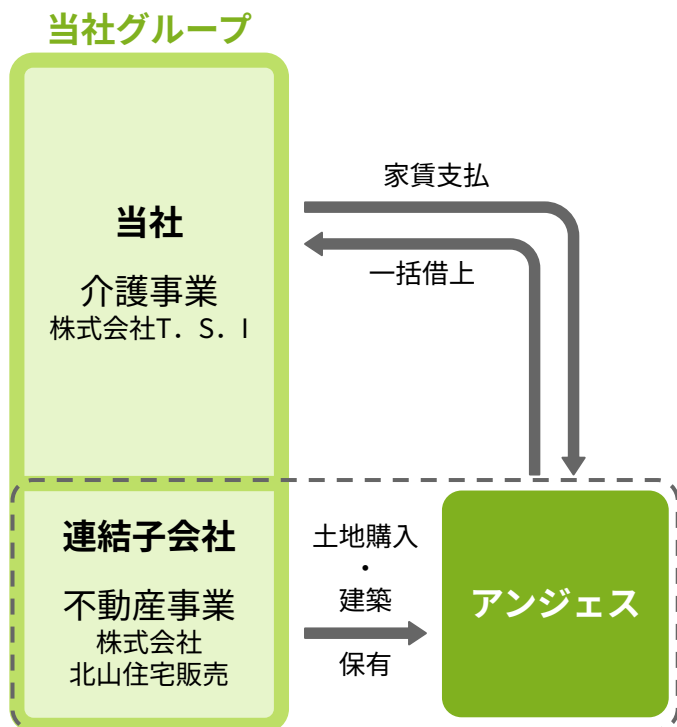 当社グループ
当社
介護事業
株式会社T．S．I
家賃支払
一括借上
連結子会社
不動産事業
株式会社
北山住宅販売
土地購入
・
建築
保有
アンジェス